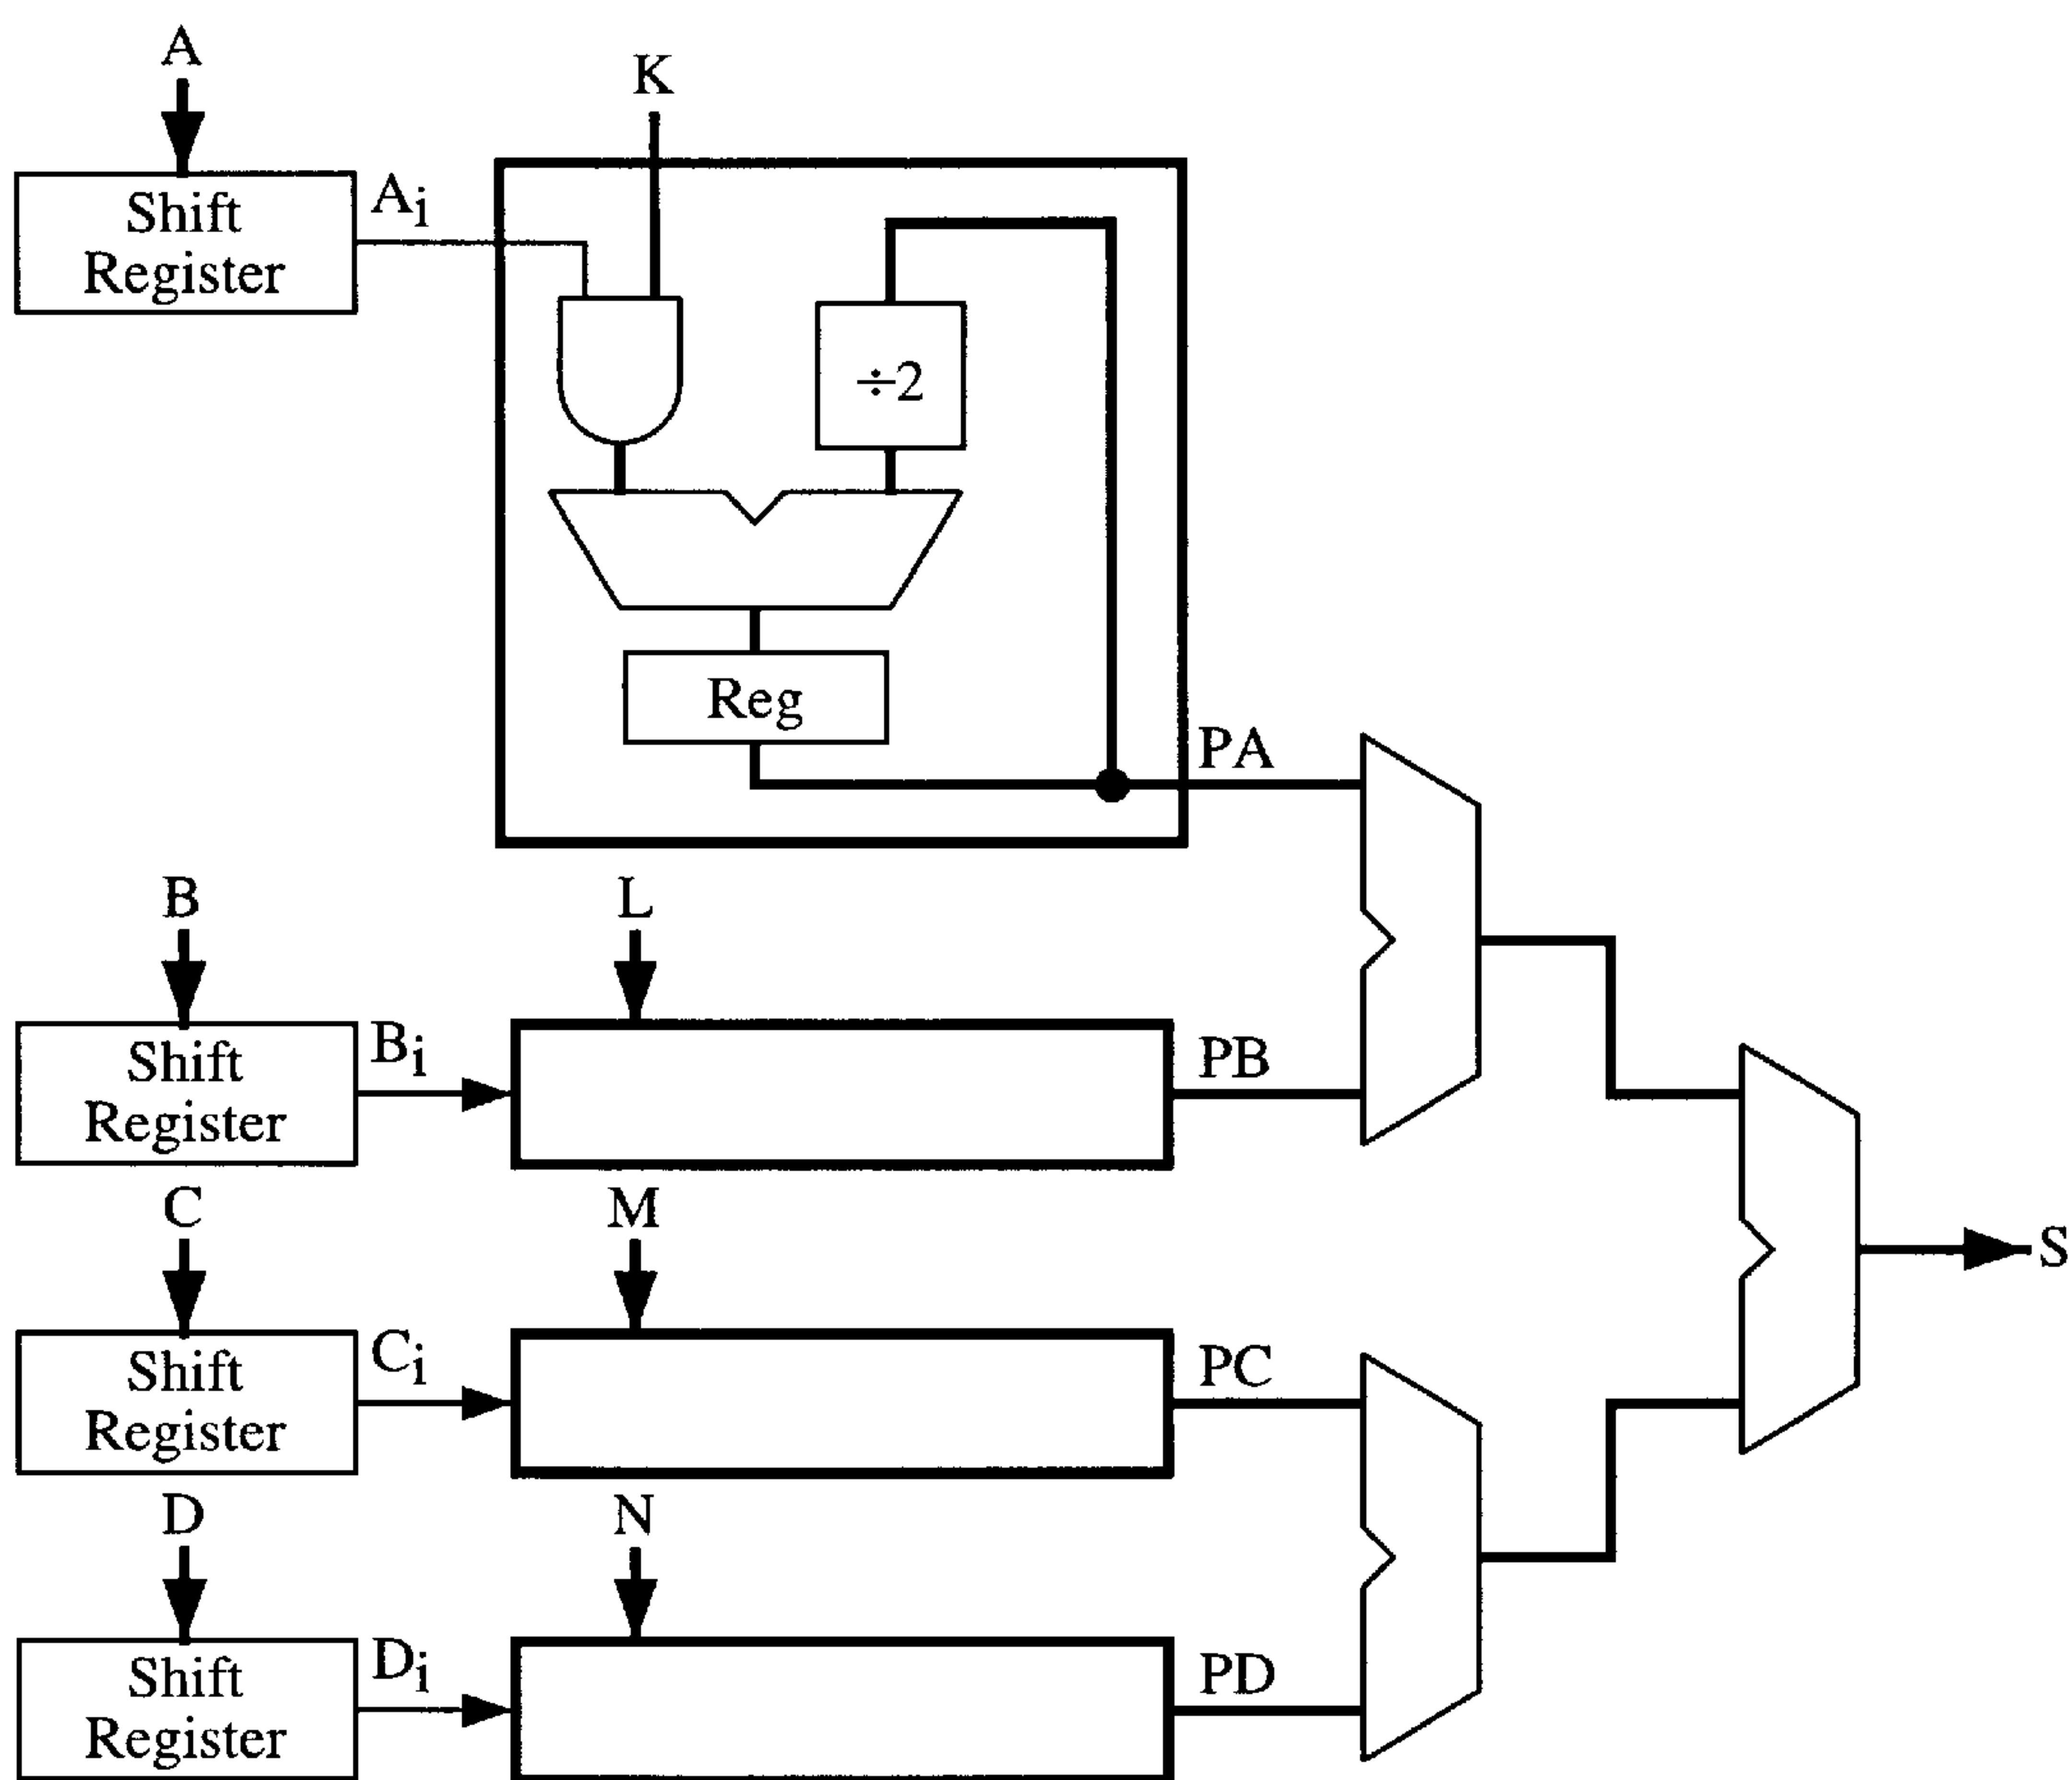 A
K
Shift
Register
Ai
÷2
Reg
PA
B
L
Shift
Register
Bi
PB
C
M
Shift
Register
Ci
PC
S
D
N
Shift
Register
Di
PD